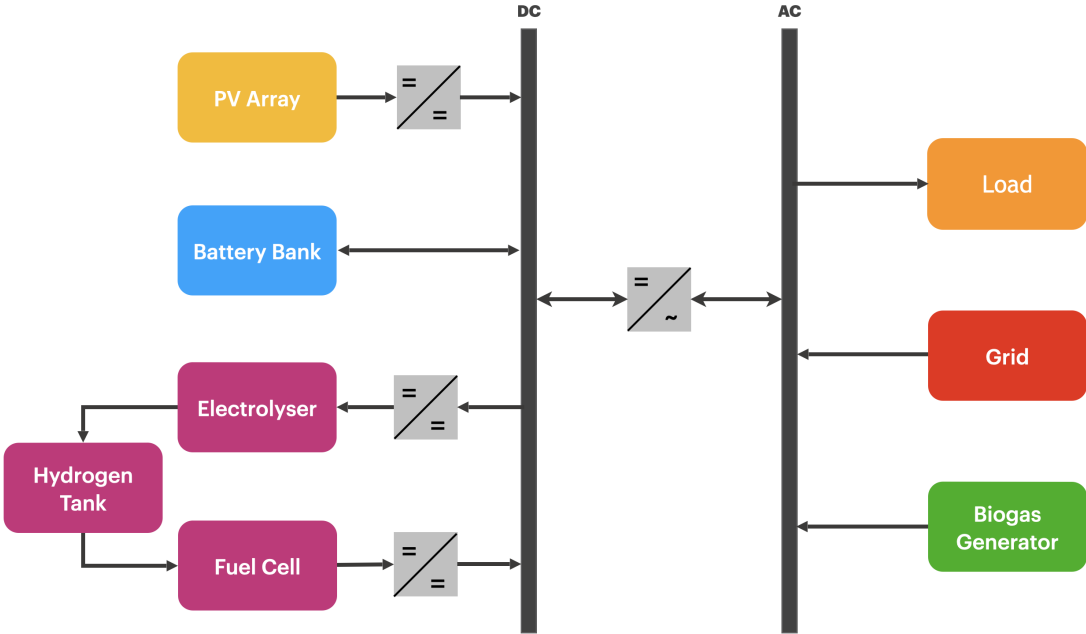 DC
AC
PV Array
=
=
Load
Battery Bank
=
~
Grid
Electrolyser
=
=
Hydrogen
Tank
Biogas
Generator
Fuel Cell
=
=